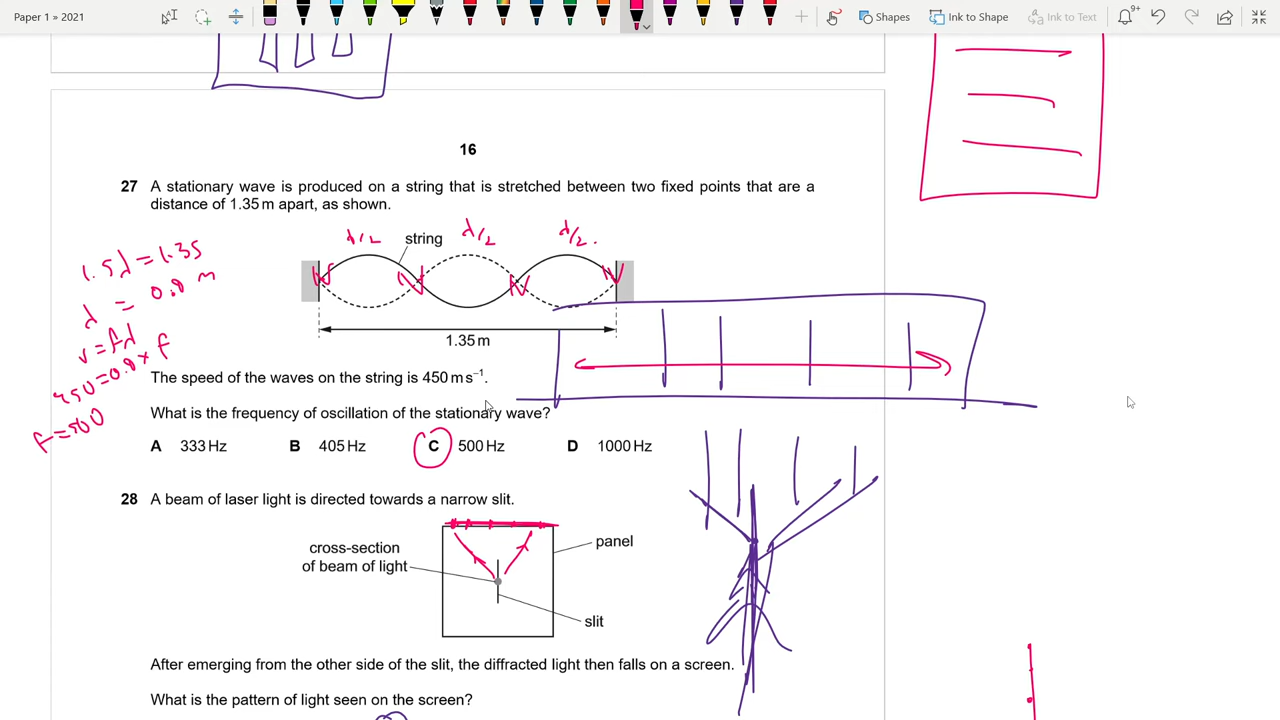 Paper 1 » 2021
Shapes
Ink to Shape
Ink to Text
9+
16
27 A stationary wave is produced on a string that is stretched between two fixed points that are a
distance of 1.35 m apart, as shown.
λ/2
string
λ/2
λ/2
1.35 m
1.5λ = 1.35
λ = 0.9 m
v = fλ
450 = 0.9 × f
f = 500
The speed of the waves on the string is 450 m s⁻¹.
What is the frequency of oscillation of the stationary wave?
A 333 Hz B 405 Hz C 500 Hz D 1000 Hz
28 A beam of laser light is directed towards a narrow slit.
cross-section
of beam of light
panel
slit
After emerging from the other side of the slit, the diffracted light then falls on a screen.
What is the pattern of light seen on the screen?